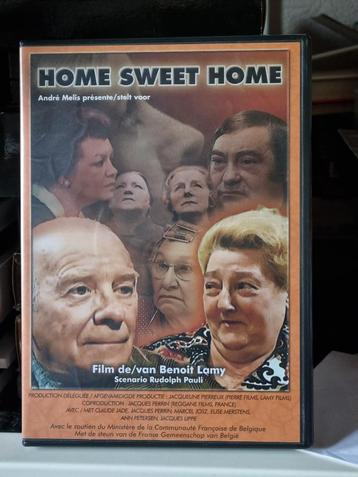 HOME SWEET HOME
André Melis présente/stelt voor
Film de/van Benoit Lamy
Scenario Rudolph Pauli
PRODUCTION DÉLÉGUÉE / AFGEVAARDIGDE PRODUCTIE : JACQUELINE PIERREUX (PIERRE FILMS, LAMY FILMS)
COPRODUCTION : JACQUES PERRIN (REGGANE FILMS, FRANCE)
AVEC / MET CLAUDE JADE, JACQUES PERRIN, MARCEL JOSZ, ELISE MERTENS,
ANN PETERSEN, JACQUES LIPPE
Avec le soutien du Ministère de la Communauté Française de Belgique
Met de steun van de Franse Gemeenschap van België